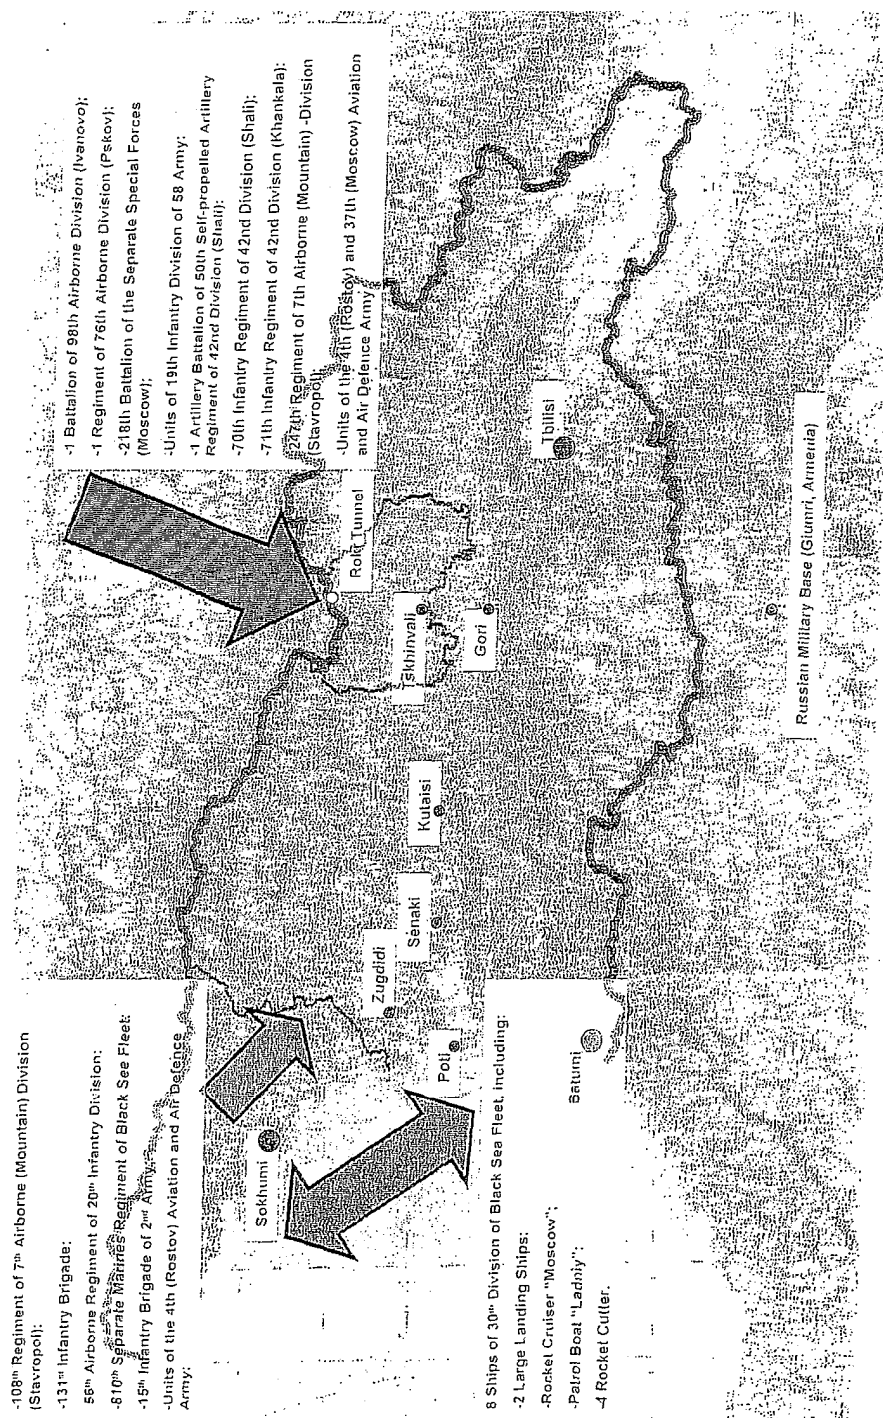 -108th Regiment of 7th Airborne (Mountain) Division
(Stavropol);
-131st Infantry Brigade;
56th Airborne Regiment of 20th Infantry Division;
-810th Separate Marines Regiment of Black See Fleet;
-15th Infantry Brigade of 2nd Army;
-Units of the 4th (Rostov) Aviation and Air Defence
Army;
-1 Battalion of 98th Airborne Division (Ivanovo);
-1 Regiment of 76th Airborne Division (Pskov);
-218th Battalion of the Separate Special Forces
(Moscow);
-Units of 19th Infantry Division of 58 Army;
-1 Artillery Battalion of 50th Self-propelled Artillery
Regiment of 42nd Division (Shali);
-70th Infantry Regiment of 42nd Division (Shali);
-71th Infantry Regiment of 42nd Division (Khankala);
-247th Regiment of 7th Airborne (Mountain) -Division
(Stavropol);
-Units of the 4th (Rostov) and 37th (Moscow) Aviation
and Air Defence Army
Sokhumi
Roki Tunnel
Zugdidi
Tskhinvali
Senaki
Kutaisi
Poti
Gori
Tbilisi
8 Ships of 30th Division of Black Sea Fleet, including:
-2 Large Landing Ships;
-Rocket Cruiser "Moscow";
-Patrol Boat "Ladniy";
-4 Rocket Cutter.
Batumi
Russian Military Base (Giumri, Armenia)